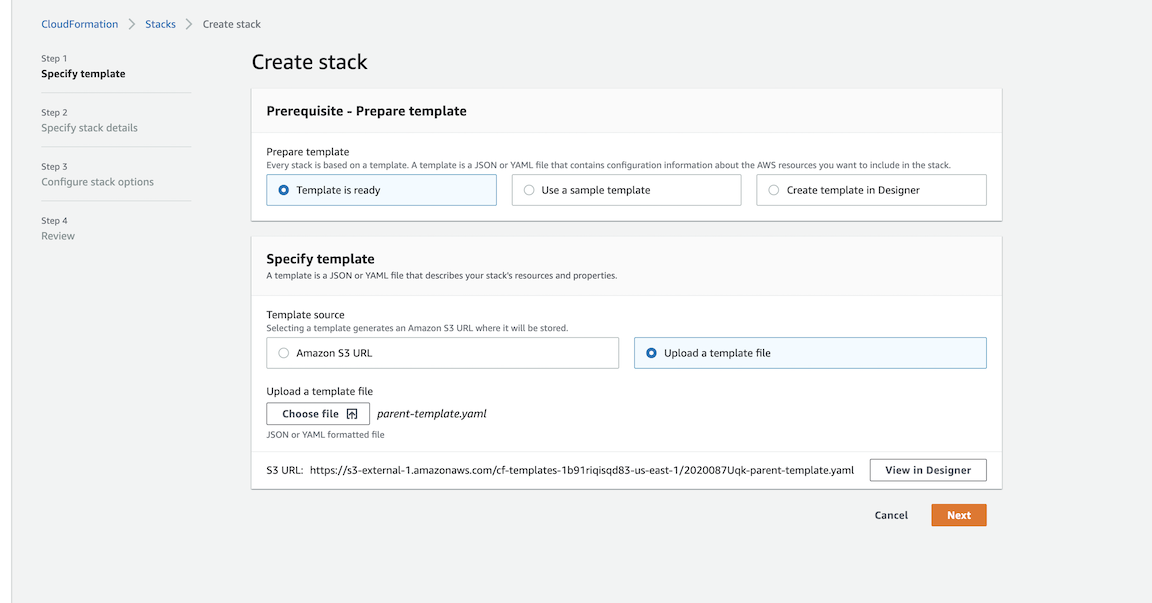 CloudFormation > Stacks > Create stack
Step 1
Specify template
Step 2
Specify stack details
Step 3
Configure stack options
Step 4
Review
Create stack
Prerequisite - Prepare template
Prepare template
Every stack is based on a template. A template is a JSON or YAML file that contains configuration information about the AWS resources you want to include in the stack.
Template is ready
Use a sample template
Create template in Designer
Specify template
A template is a JSON or YAML file that describes your stack's resources and properties.
Template source
Selecting a template generates an Amazon S3 URL where it will be stored.
Amazon S3 URL
Upload a template file
Upload a template file
Choose file parent-template.yaml
JSON or YAML formatted file
S3 URL: https://s3-external-1.amazonaws.com/cf-templates-1b91riqisqd83-us-east-1/2020087Uqk-parent-template.yaml
View in Designer
Cancel
Next